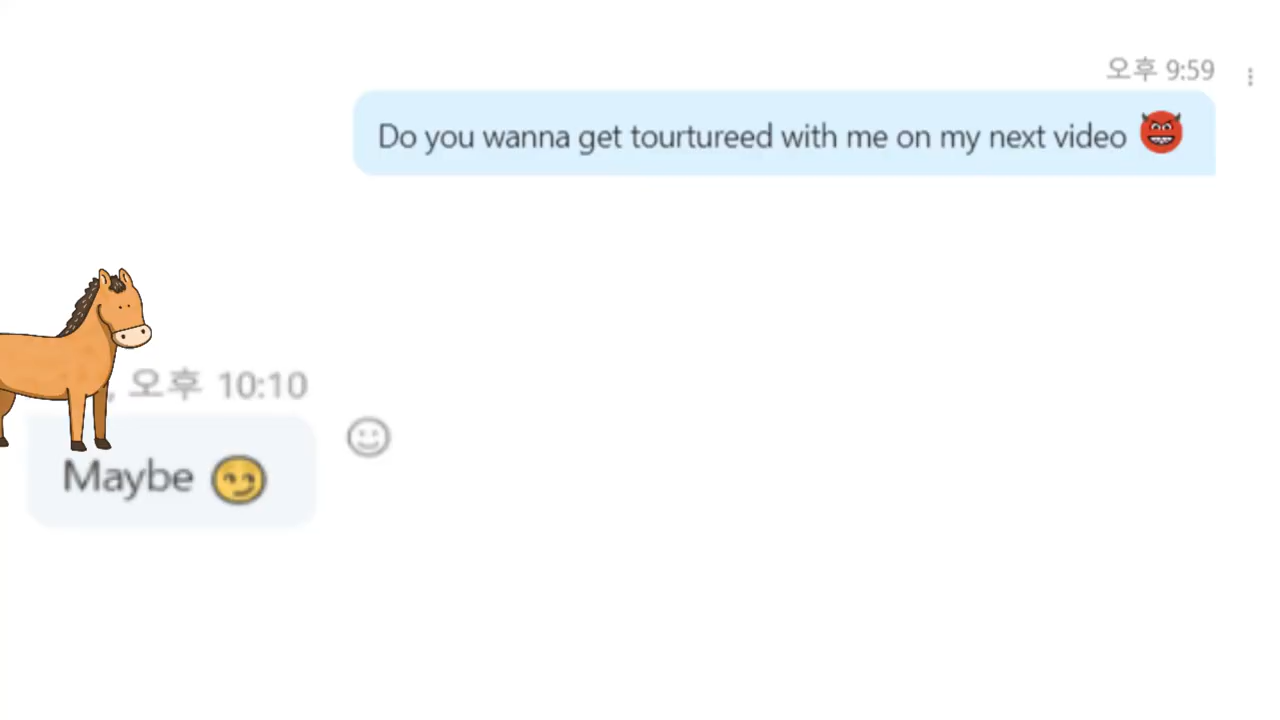 오후 9:59
Do you wanna get tourtureed with me on my next video 👿
, 오후 10:10
Maybe 😏